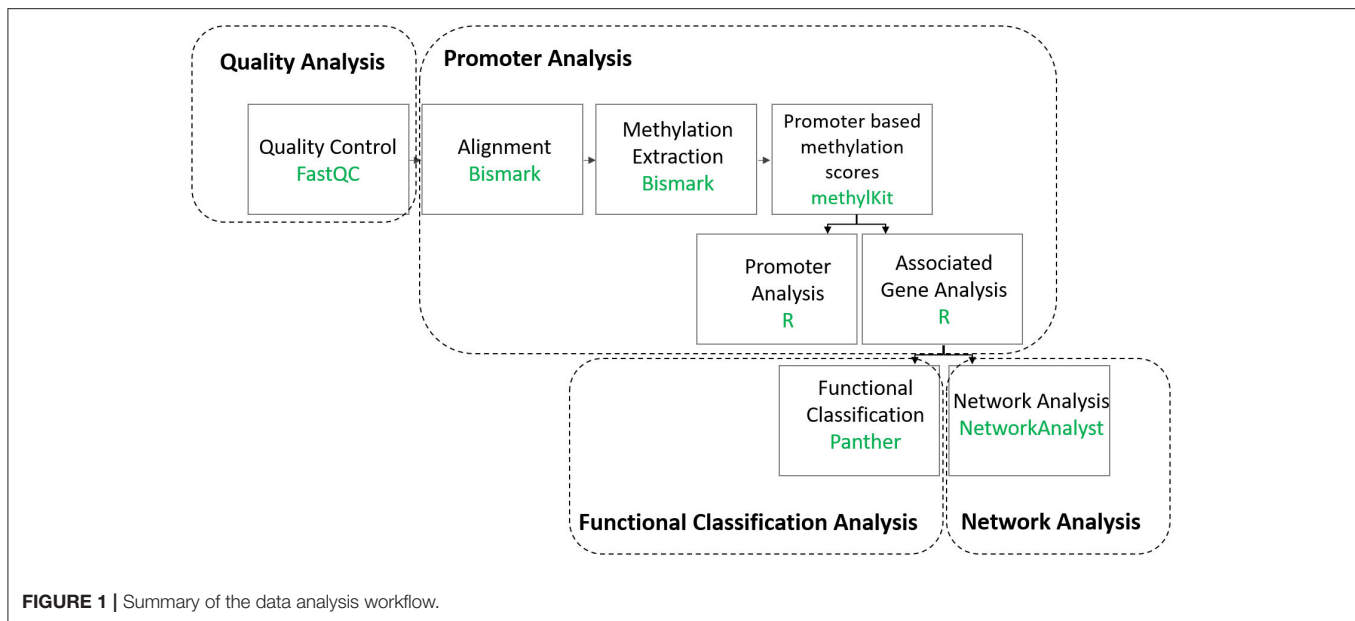 Quality Analysis
Promoter Analysis
Quality Control
FastQC
Alignment
Bismark
Methylation
Extraction
Bismark
Promoter based
methylation
scores
methylKit
Promoter
Analysis
R
Associated
Gene Analysis
R
Functional
Classification
Panther
Network Analysis
NetworkAnalyst
Functional Classification Analysis
Network Analysis
FIGURE 1 | Summary of the data analysis workflow.